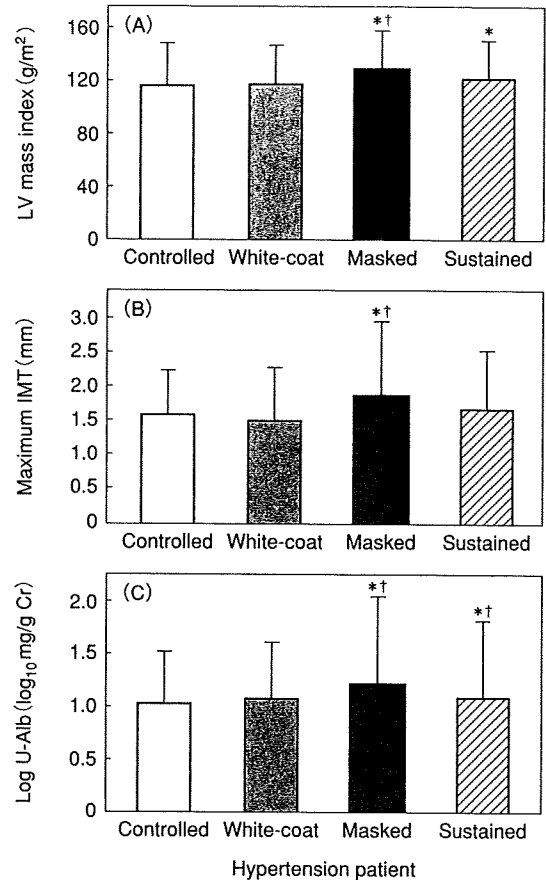 (A)
LV mass index (g/m²)
160
120
80
40
0
*†
*
Controlled White-coat Masked Sustained
(B)
Maximum IMT (mm)
3.0
2.5
2.0
1.5
1.0
0.5
0
*†
Controlled White-coat Masked Sustained
(C)
Log U-Alb (log₁₀ mg/g Cr)
2.0
1.5
1.0
0.5
0
*†
*†
Controlled White-coat Masked Sustained
Hypertension patient